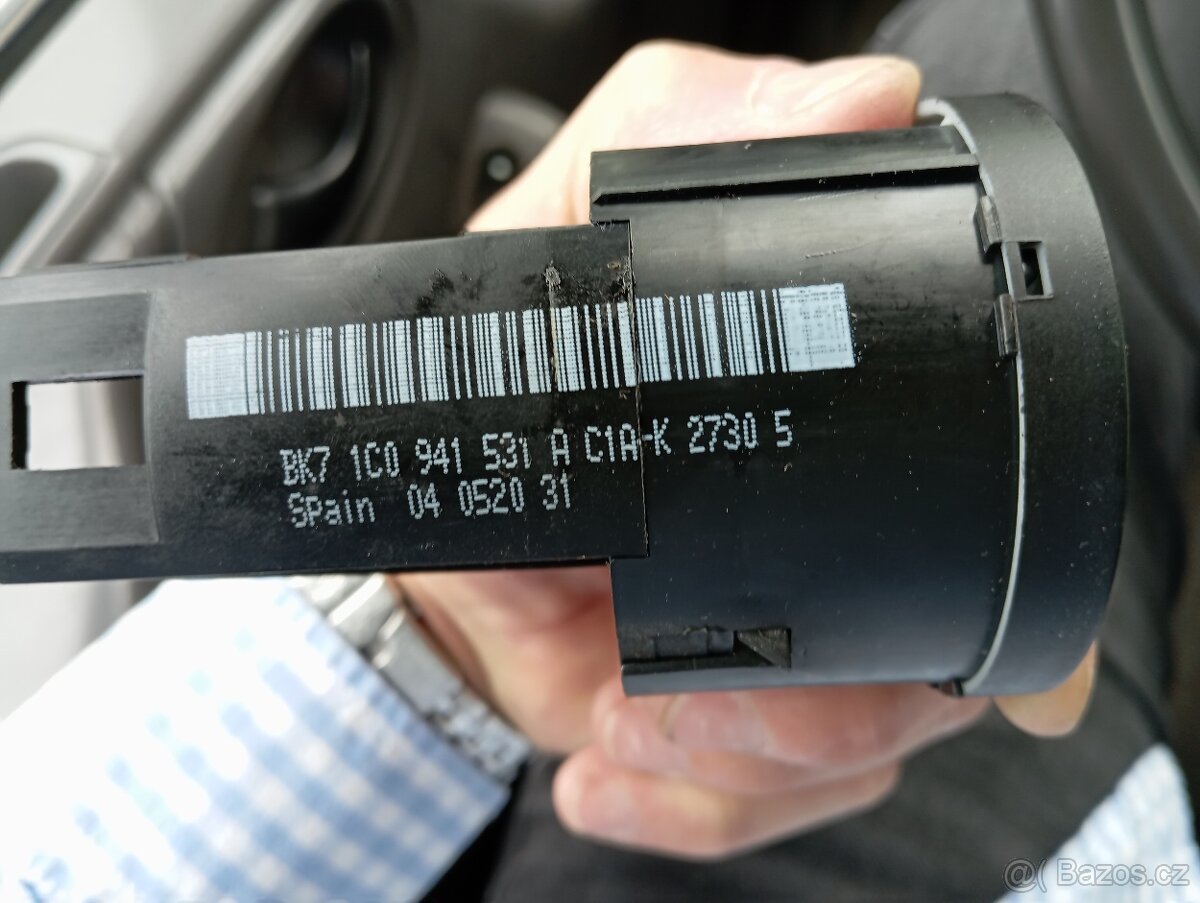 BK7 1C0 941 531 A C1A-K 2730 5
Spain 04 0520 31
@( Bazos.cz